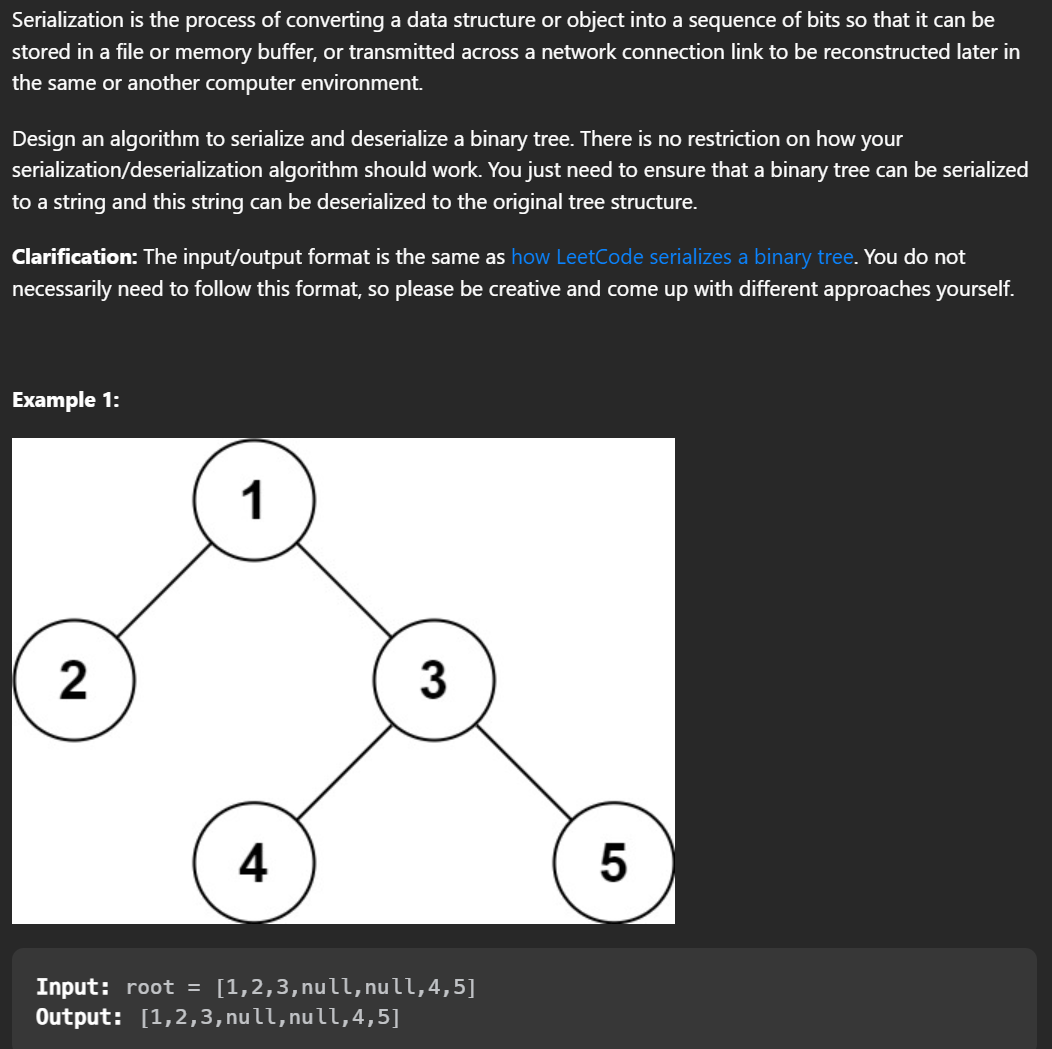 Serialization is the process of converting a data structure or object into a sequence of bits so that it can be
stored in a file or memory buffer, or transmitted across a network connection link to be reconstructed later in
the same or another computer environment.
Design an algorithm to serialize and deserialize a binary tree. There is no restriction on how your
serialization/deserialization algorithm should work. You just need to ensure that a binary tree can be serialized
to a string and this string can be deserialized to the original tree structure.
Clarification: The input/output format is the same as how LeetCode serializes a binary tree. You do not
necessarily need to follow this format, so please be creative and come up with different approaches yourself.
Example 1:
1
2 3
4 5
Input: root = [1,2,3,null,null,4,5]
Output: [1,2,3,null,null,4,5]